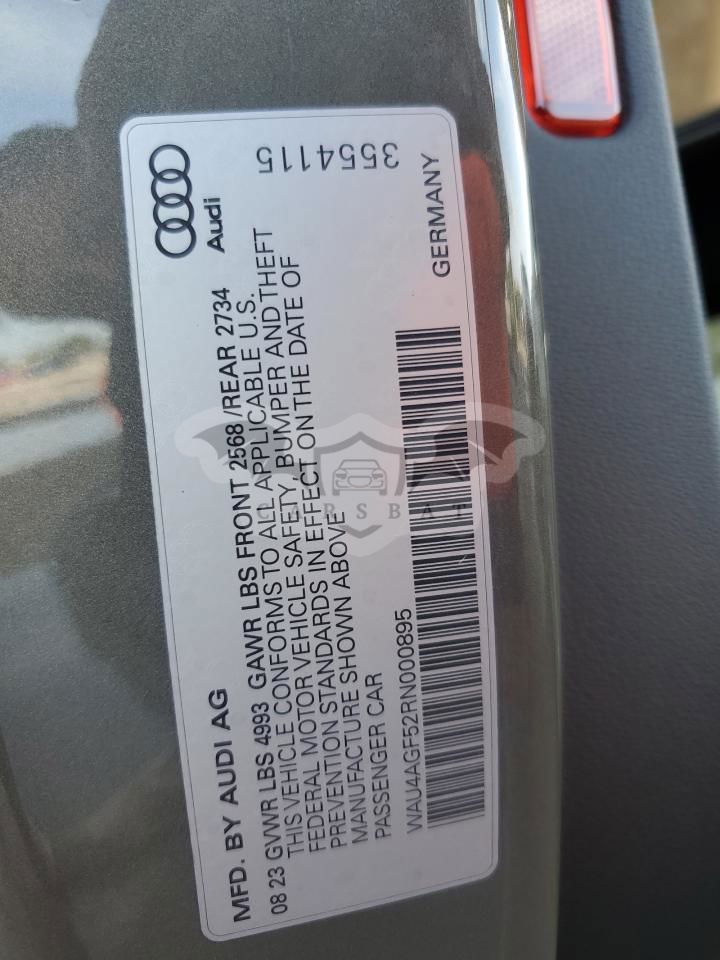 Audi
3554115
MFD. BY AUDI AG
08 23 GVWR LBS 4993 GAWR LBS FRONT 2568 /REAR 2734
THIS VEHICLE CONFORMS TO ALL APPLICABLE U.S.
FEDERAL MOTOR VEHICLE SAFETY, BUMPER AND THEFT
PREVENTION STANDARDS IN EFFECT ON THE DATE OF
MANUFACTURE SHOWN ABOVE
PASSENGER CAR
WAU4AGF52RN000895
GERMANY
CARSBAT